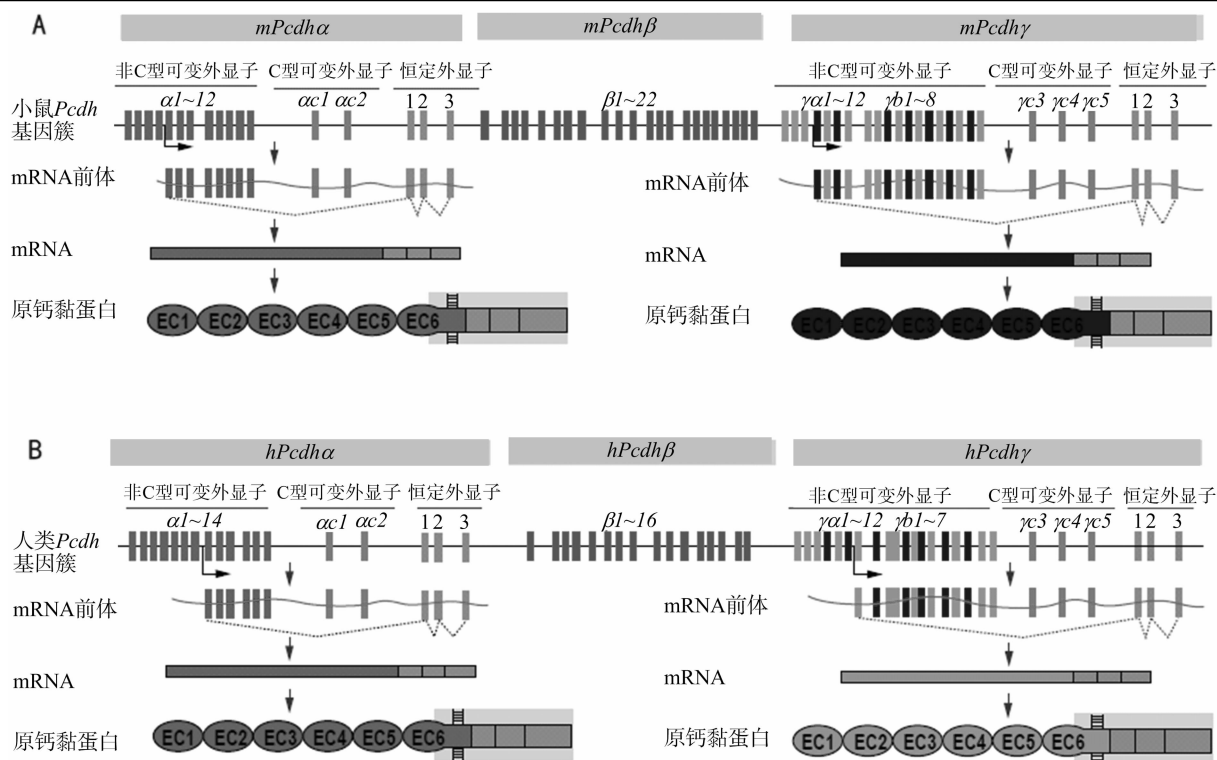 A
mPcdhα mPcdhβ mPcdhγ
非C型可变外显子 C型可变外显子 恒定外显子 非C型可变外显子 C型可变外显子 恒定外显子
α1~12 αc1 αc2 1 2 3 β1~22 γα1~12 γb1~8 γc3 γc4 γc5 1 2 3
小鼠Pcdh
基因簇
mRNA前体 mRNA前体
mRNA mRNA
原钙黏蛋白 EC1 EC2 EC3 EC4 EC5 EC6 原钙黏蛋白 EC1 EC2 EC3 EC4 EC5 EC6
B
hPcdhα hPcdhβ hPcdhγ
非C型可变外显子 C型可变外显子 恒定外显子 非C型可变外显子 C型可变外显子 恒定外显子
α1~14 αc1 αc2 1 2 3 β1~16 γα1~12 γb1~7 γc3 γc4 γc5 1 2 3
人类Pcdh
基因簇
mRNA前体 mRNA前体
mRNA mRNA
原钙黏蛋白 EC1 EC2 EC3 EC4 EC5 EC6 原钙黏蛋白 EC1 EC2 EC3 EC4 EC5 EC6